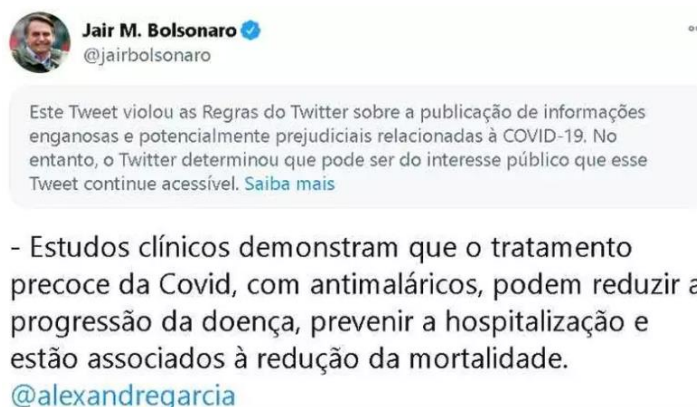 Jair M. Bolsonaro
@jairbolsonaro
Este Tweet violou as Regras do Twitter sobre a publicação de informações
enganosas e potencialmente prejudiciais relacionadas à COVID-19. No
entanto, o Twitter determinou que pode ser do interesse público que esse
Tweet continue acessível. Saiba mais
- Estudos clínicos demonstram que o tratamento
precoce da Covid, com antimaláricos, podem reduzir a
progressão da doença, prevenir a hospitalização e
estão associados à redução da mortalidade.
@alexandregarcia